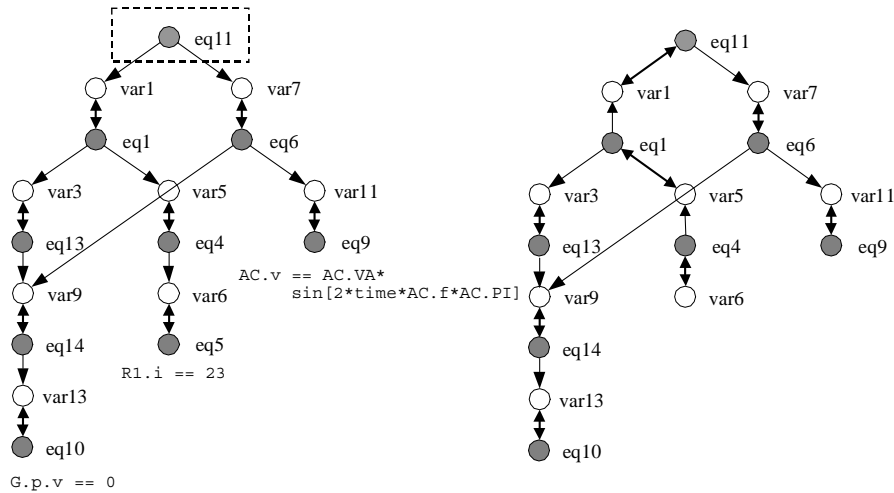 eq11
var1
var7
eq1
eq6
var3
var5
var11
eq13
eq4
eq9
AC.v == AC.VA*
sin[2*time*AC.f*AC.PI]
var9
var6
eq14
eq5
R1.i == 23
var13
eq10
G.p.v == 0
eq11
var1
var7
eq1
eq6
var3
var5
var11
eq13
eq4
eq9
var9
var6
eq14
var13
eq10